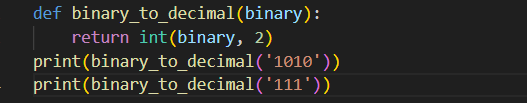 def binary_to_decimal(binary):
    return int(binary, 2)
print(binary_to_decimal('1010'))
print(binary_to_decimal('111'))